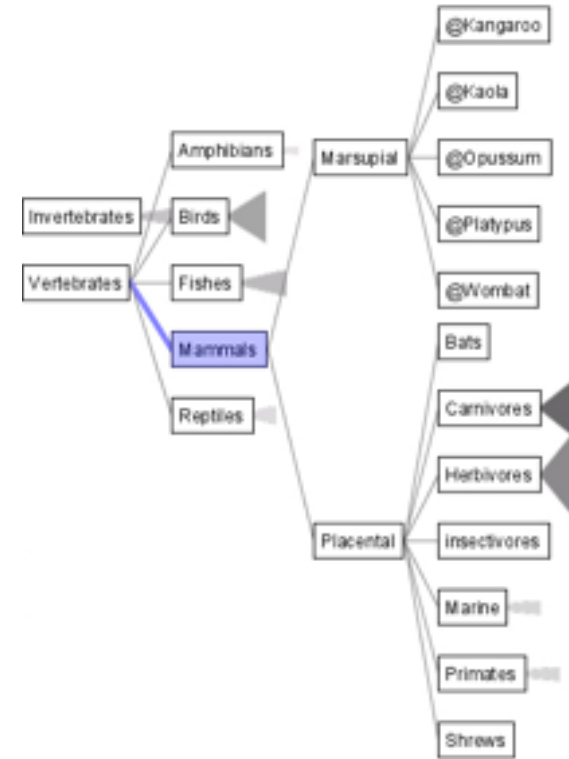 @Kangaroo
@Kaola
Amphibians
Marsupial
@Opussum
Invertebrates
Birds
@Platypus
Vertebrates
Fishes
@Wombat
Mammals
Bats
Reptiles
Carnivores
Herbivores
Placental
insectivores
Marine
Primates
Shrews